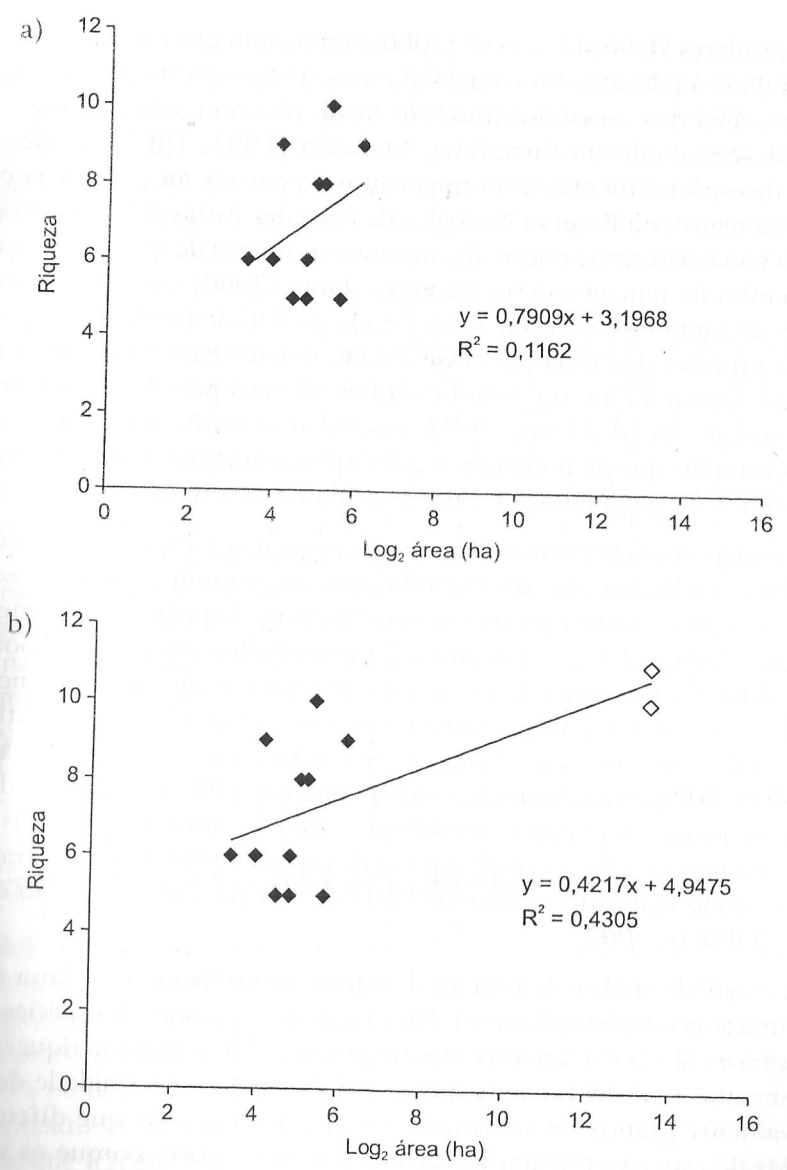 a)
12
10
8
6
4
2
0
Riqueza
y = 0,7909x + 3,1968
R² = 0,1162
0 2 4 6 8 10 12 14 16
Log₂ área (ha)
b)
12
10
8
6
4
2
0
Riqueza
y = 0,4217x + 4,9475
R² = 0,4305
0 2 4 6 8 10 12 14 16
Log₂ área (ha)